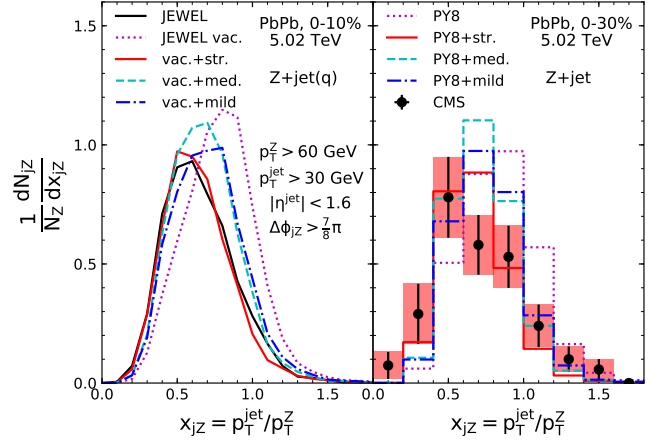 JEWEL
JEWEL vac.
vac.+str.
vac.+med.
vac.+mild
PbPb, 0-10%
5.02 TeV
Z+jet(q)
p_T^Z > 60 GeV
p_T^jet > 30 GeV
|η^jet| < 1.6
Δϕ_jZ > 7/8 π
1/N_Z dN_jZ/dx_jZ
0.0
0.5
1.0
1.5
0.0
0.5
1.0
1.5
x_jZ = p_T^jet/p_T^Z
PY8
PY8+str.
PY8+med.
PY8+mild
CMS
PbPb, 0-30%
5.02 TeV
Z+jet
0.0
0.5
1.0
1.5
x_jZ = p_T^jet/p_T^Z